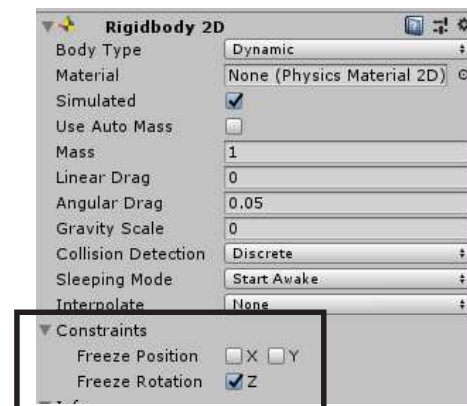 Rigidbody 2D
Body Type Dynamic
Material None (Physics Material 2D)
Simulated
Use Auto Mass
Mass 1
Linear Drag 0
Angular Drag 0.05
Gravity Scale 0
Collision Detection Discrete
Sleeping Mode Start Awake
Interpolate None
Constraints
Freeze Position X Y
Freeze Rotation Z